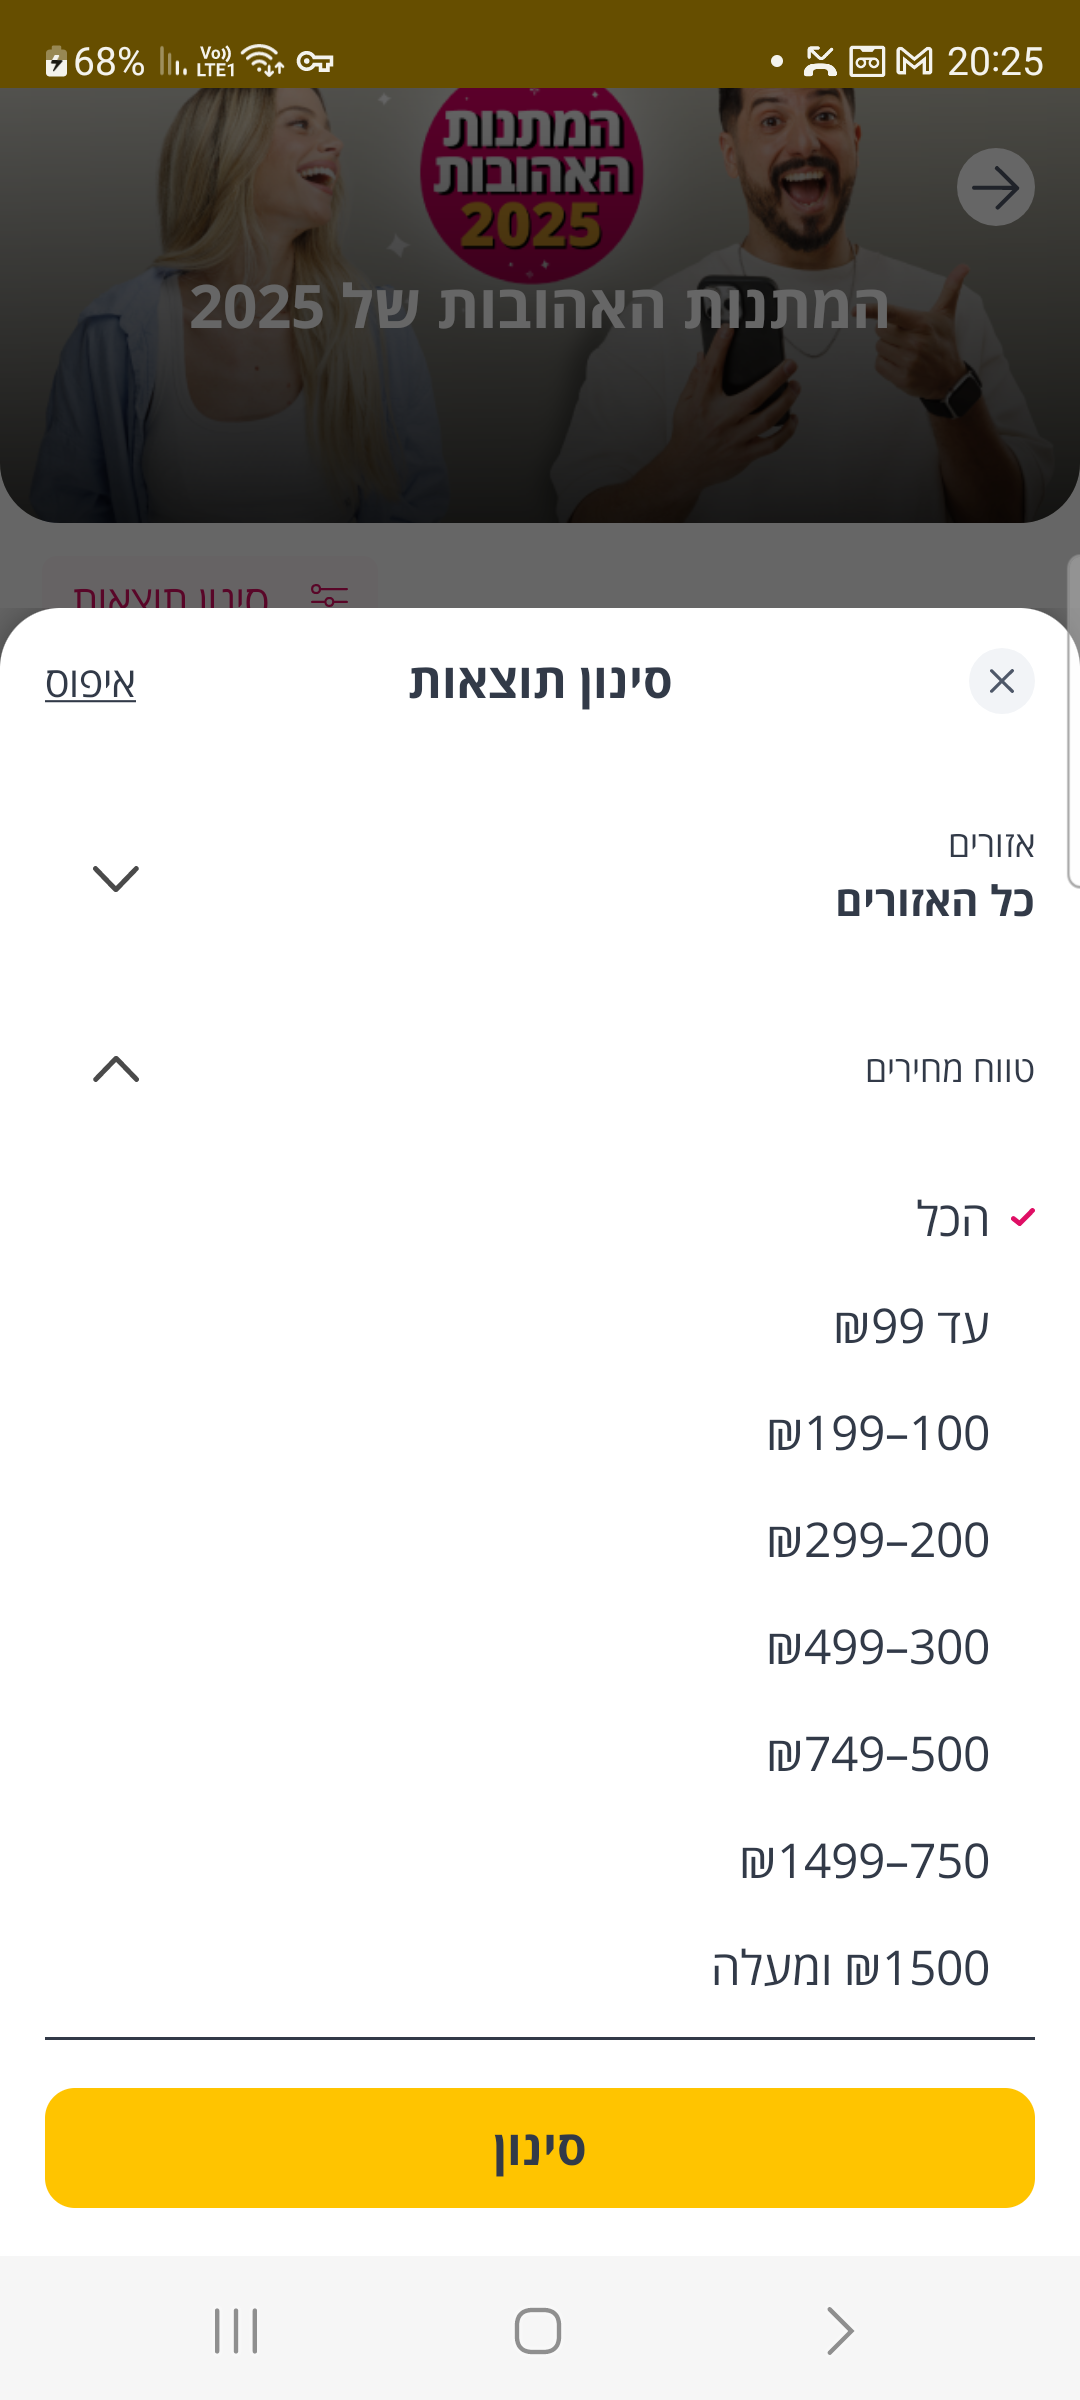 68% Vo)) LTE1 20:25
המתנות
האהובות
2025
המתנות האהובות של 2025
סינון תוצאות
סינון תוצאות
איפוס
אזורים
כל האזורים
טווח מחירים
הכל
עד 99₪
100–199₪
200–299₪
300–499₪
500–749₪
750–1499₪
1500₪ ומעלה
סינון